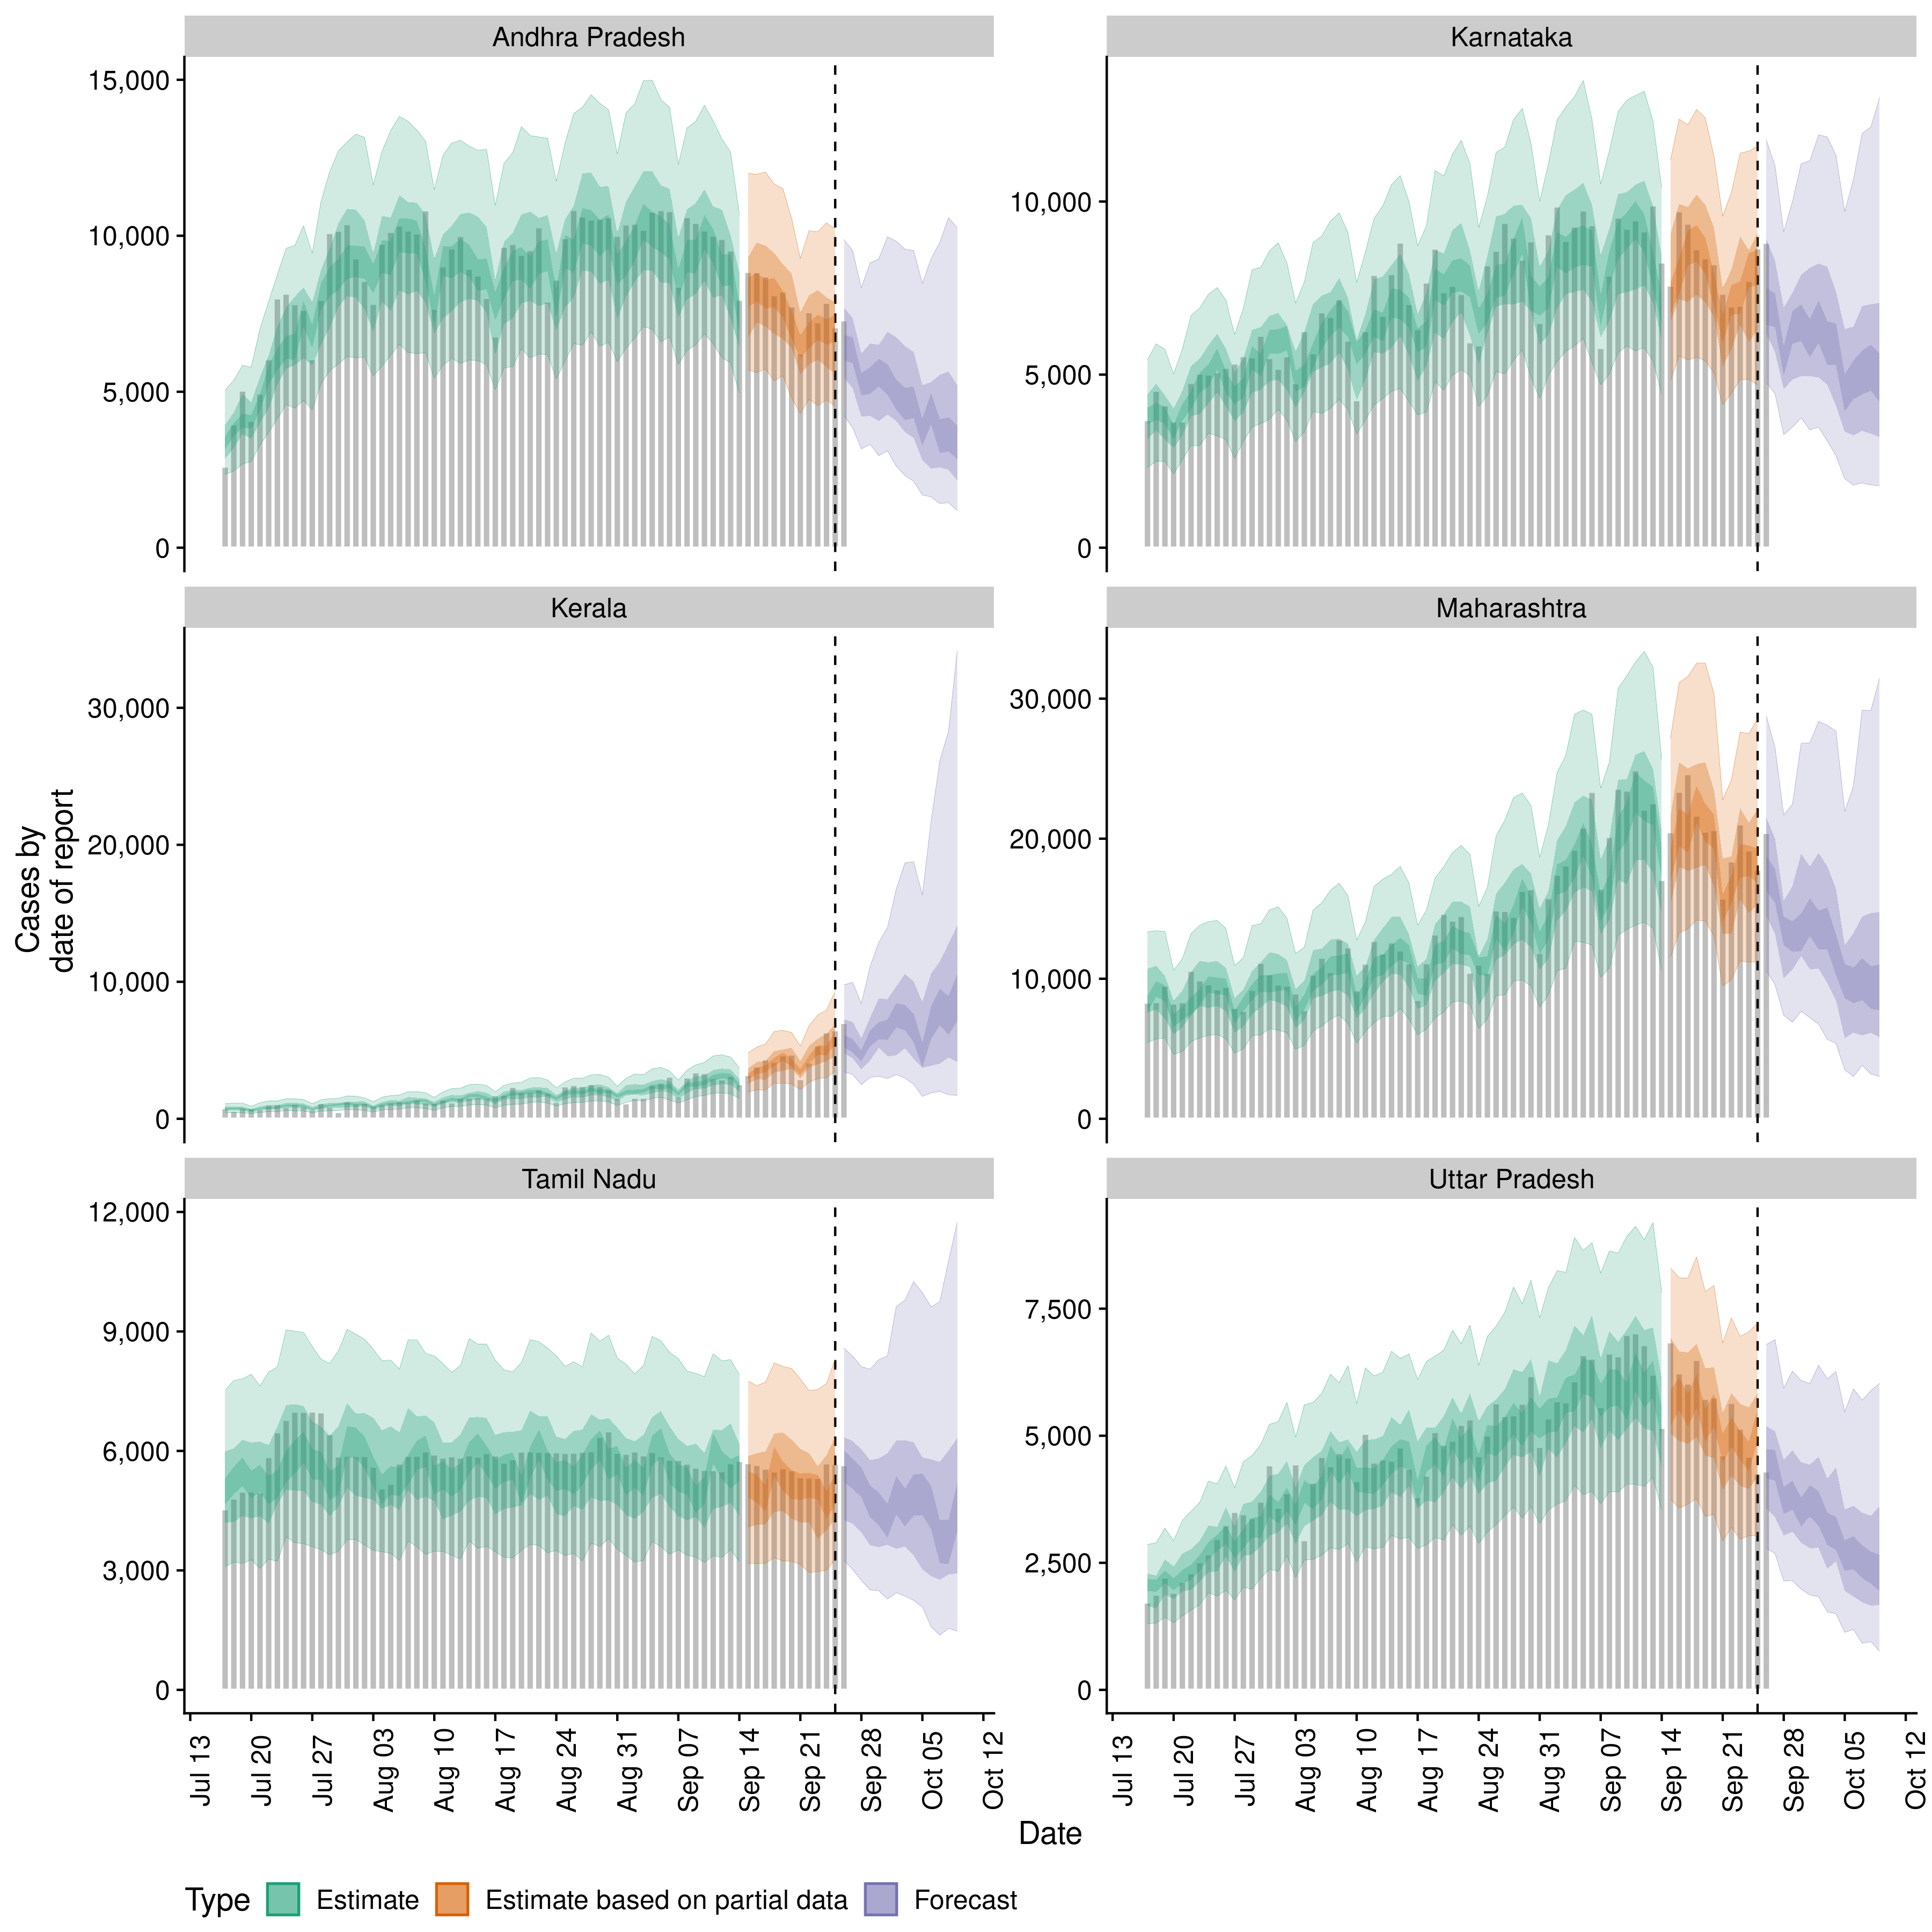 Andhra Pradesh
Karnataka
15,000
10,000
5,000
0
10,000
5,000
0
Kerala
Maharashtra
30,000
20,000
10,000
0
30,000
20,000
10,000
0
Cases by
date of report
Tamil Nadu
Uttar Pradesh
12,000
9,000
6,000
3,000
0
7,500
5,000
2,500
0
Jul 13
Jul 20
Jul 27
Aug 03
Aug 10
Aug 17
Aug 24
Aug 31
Sep 07
Sep 14
Sep 21
Sep 28
Oct 05
Oct 12
Jul 13
Jul 20
Jul 27
Aug 03
Aug 10
Aug 17
Aug 24
Aug 31
Sep 07
Sep 14
Sep 21
Sep 28
Oct 05
Oct 12
Date
Type Estimate Estimate based on partial data Forecast